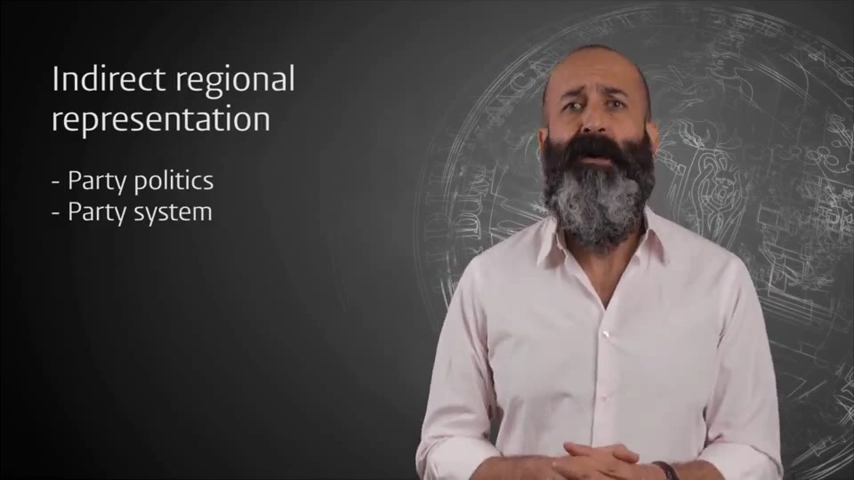 Indirect regional
representation
- Party politics
- Party system